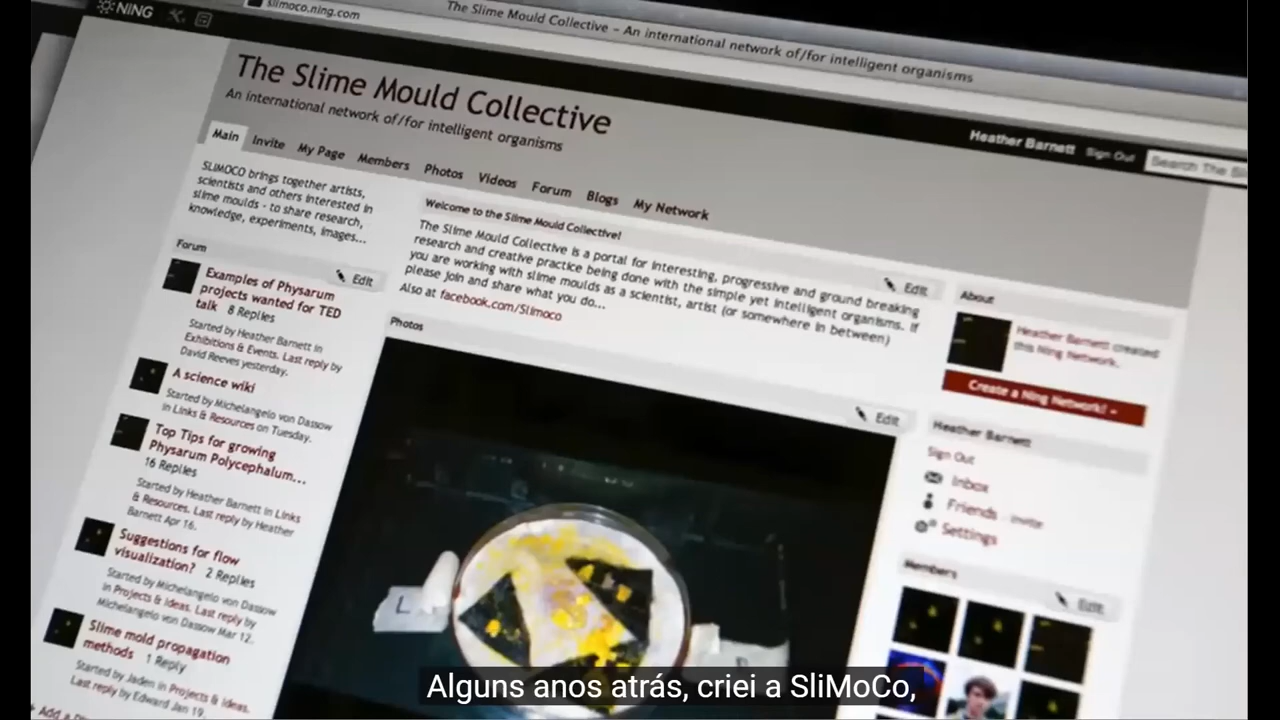 NING
slimoco.ning.com
The Slime Mould Collective – An international network of/for intelligent organisms
The Slime Mould Collective
An international network of/for intelligent organisms
Heather Barnett
Sign Out
Search The Sl
Main
Invite
My Page
Members
Photos
Videos
Forum
Blogs
My Network
SLIMOCO brings together artists,
scientists and others interested in
slime moulds - to share research,
knowledge, experiments, images...
Forum
Edit
Examples of Physarum
projects wanted for TED
talk 8 Replies
Started by Heather Barnett in
Exhibitions & Events. Last reply by
David Reeves yesterday.
A science wiki
Started by Michelangelo von Dassow
in Links & Resources on Tuesday.
Top Tips for growing
Physarum Polycephalum...
16 Replies
Started by Heather Barnett in Links
& Resources. Last reply by Heather
Barnett Apr 16.
Suggestions for flow
visualization? 2 Replies
Started by Michelangelo von Dassow
in Projects & Ideas. Last reply by
Michelangelo von Dassow Mar 12.
Slime mold propagation
methods 1 Reply
Started by Jaden in Projects & Ideas.
Last reply by Edward Jan 19.
+ Add a
Welcome to the Slime Mould Collective!
Edit
The Slime Mould Collective is a portal for interesting, progressive and ground breaking
research and creative practice being done with the simple yet intelligent organisms. If
you are working with slime moulds as a scientist, artist (or somewhere in between)
please join and share what you do...
Also at facebook.com/Slimoco
Photos
Edit
L
About
Heather Barnett created
this Ning Network.
Create a Ning Network! »
Heather Barnett
Sign Out
Inbox
Friends - Invite
Settings
Members
Edit
Alguns anos atrás, criei a SliMoCo,